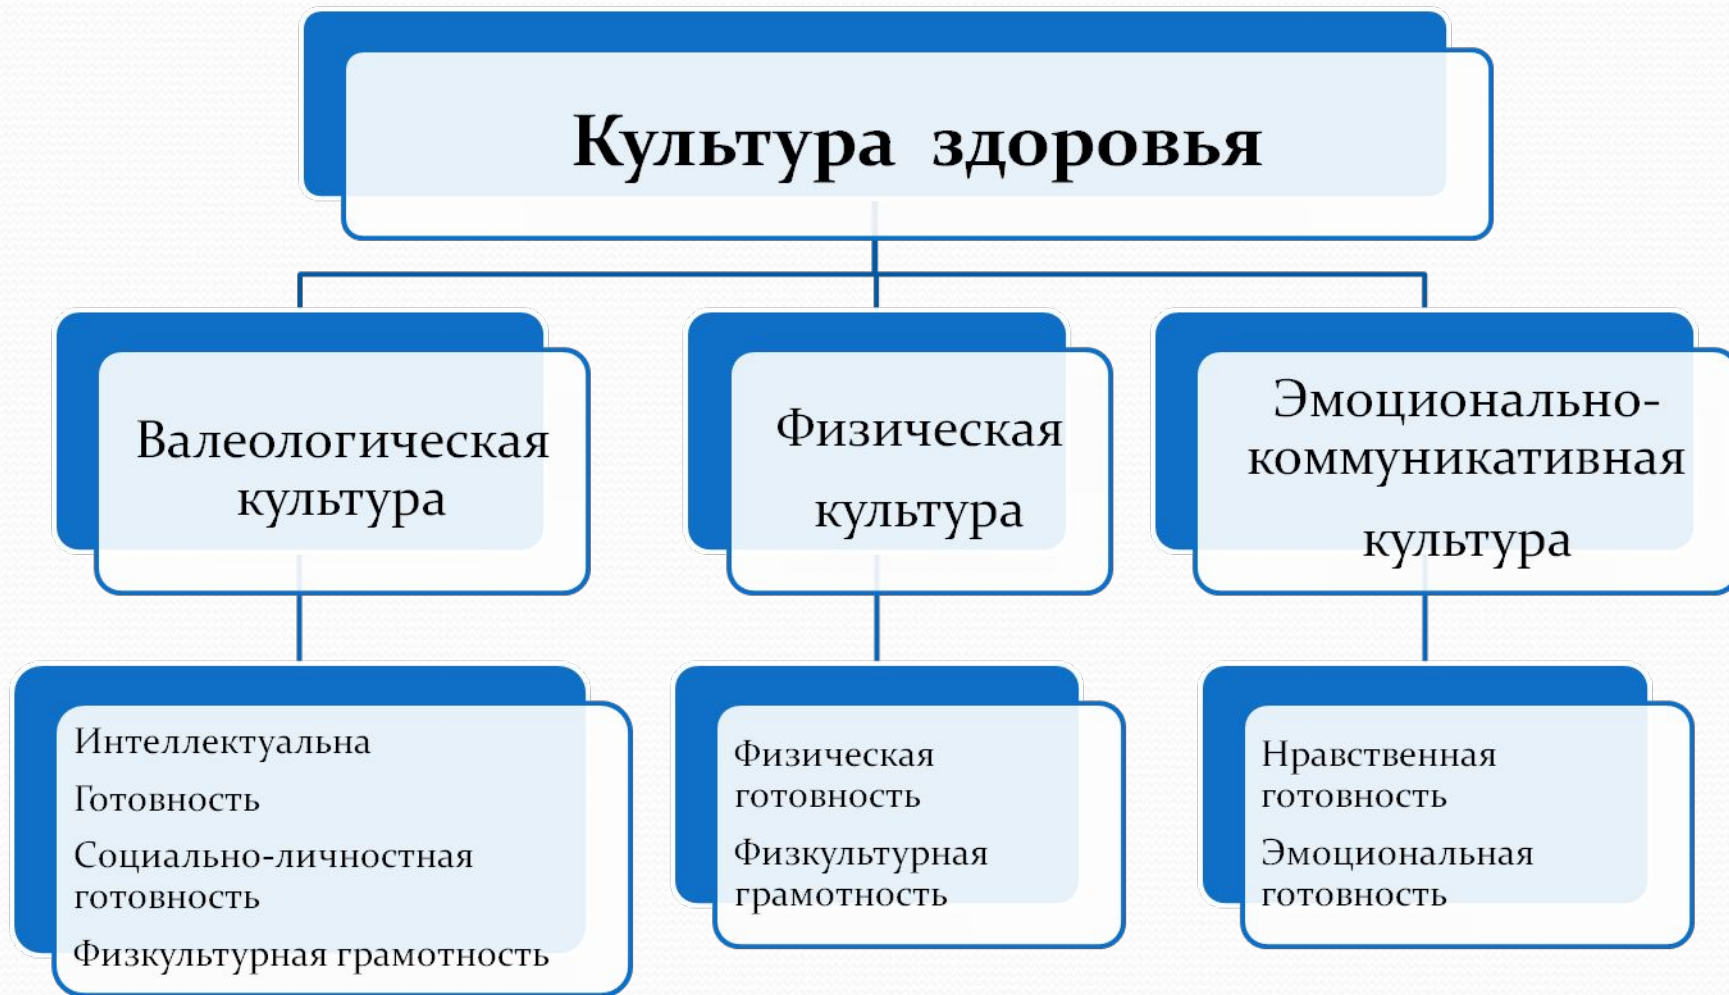 Культура здоровья
Валеологическая
культура
Физическая
культура
Эмоционально-
коммуникативная
культура
Интеллектуальна
Готовность
Социально-личностная
готовность
Физкультурная грамотность
Физическая
готовность
Физкультурная
грамотность
Нравственная
готовность
Эмоциональная
готовность